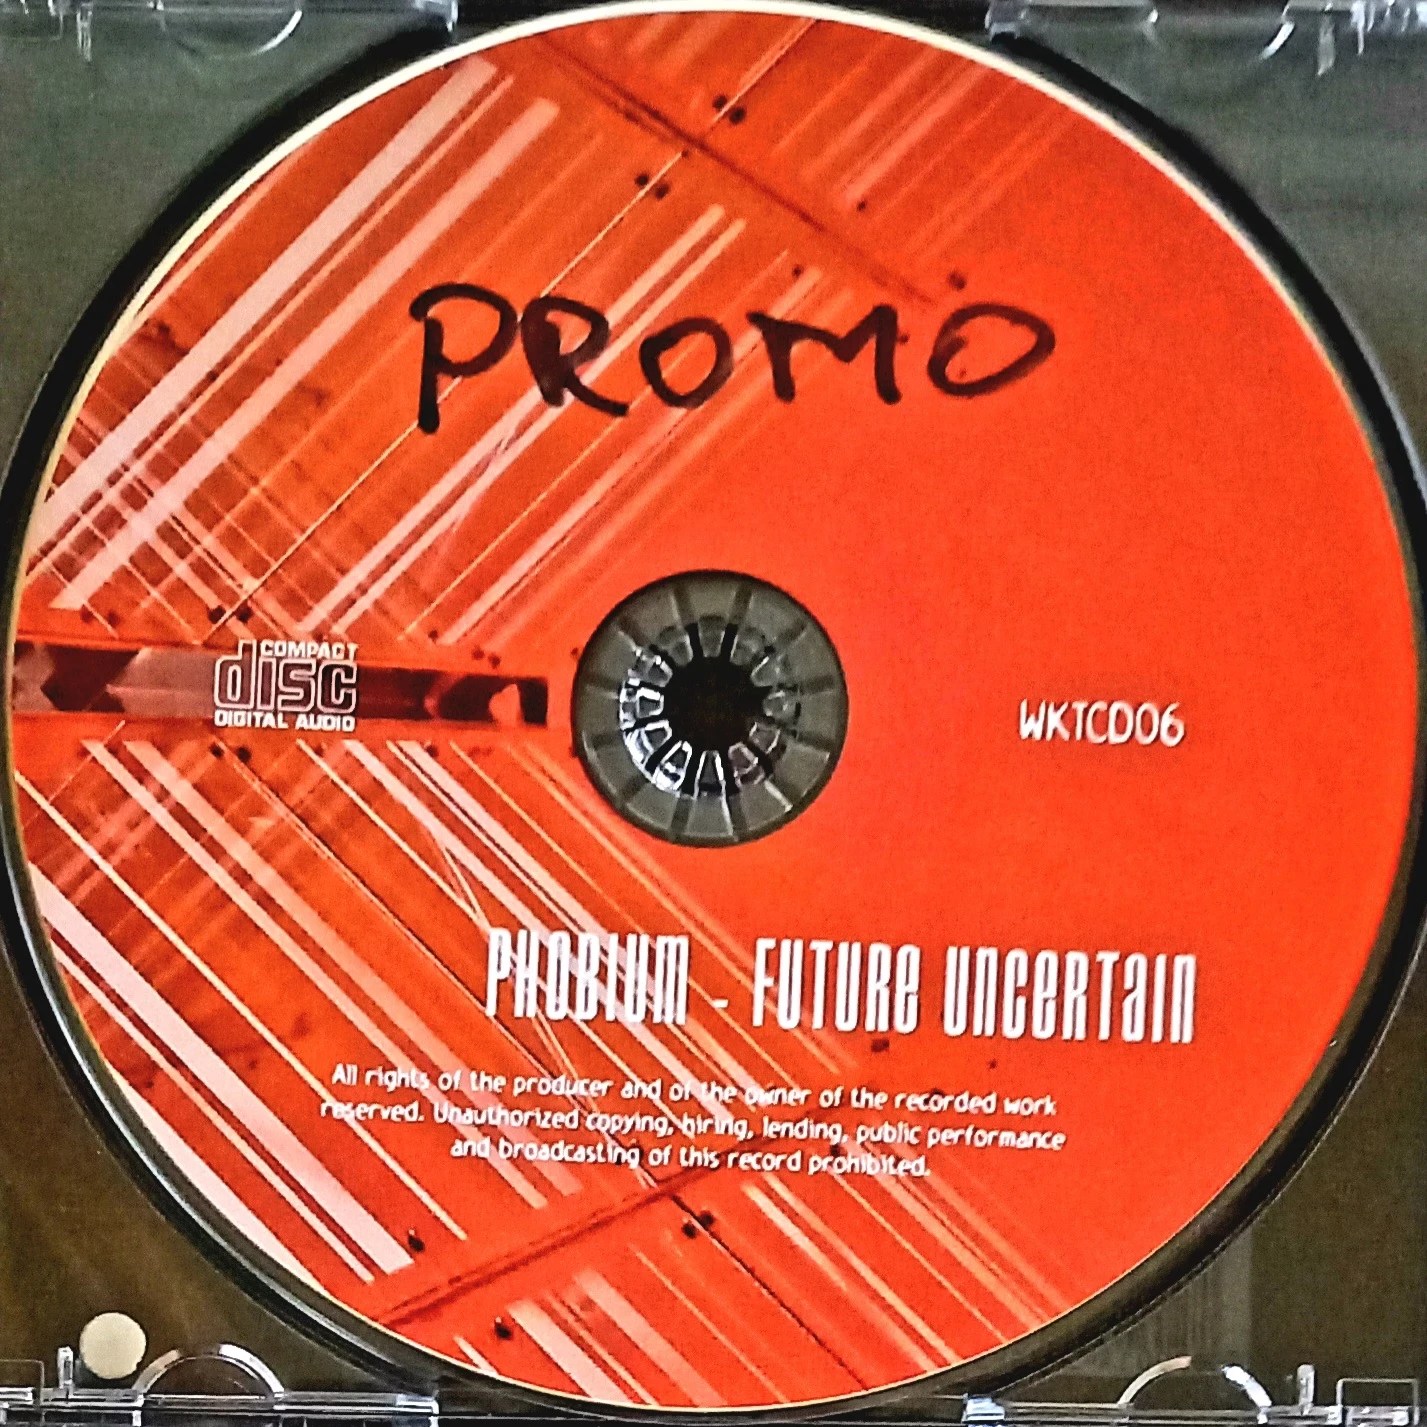 PROMO
COMPACT
disc
DIGITAL AUDIO
WKTCD06
PHOBIUM - FUTURE UNCERTAIN
All rights of the producer and of the owner of the recorded work
reserved. Unauthorized copying, hiring, lending, public performance
and broadcasting of this record prohibited.